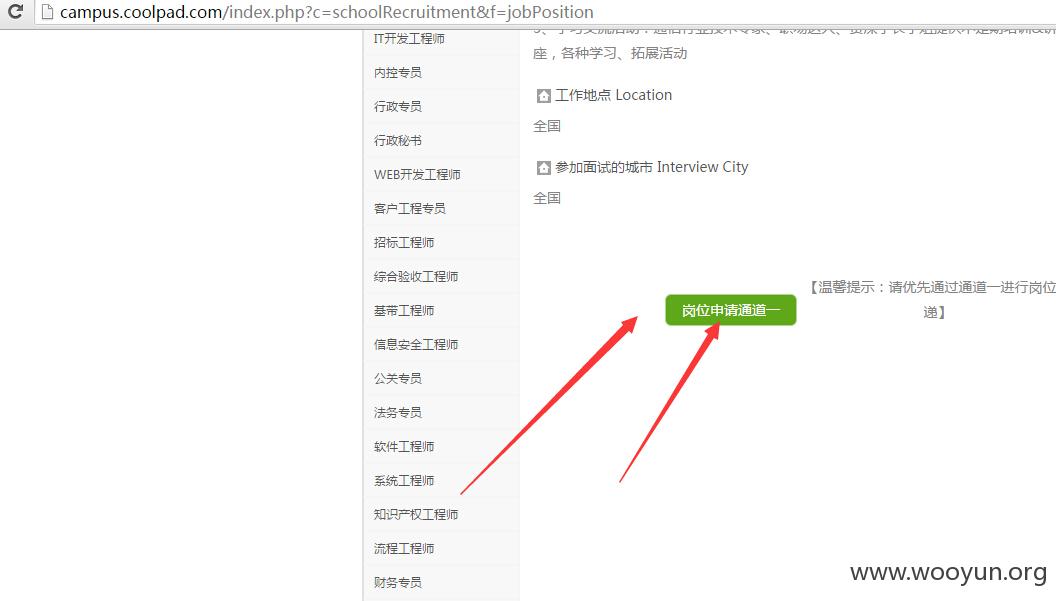 campus.coolpad.com/index.php?c=schoolRecruitment&f=jobPosition
IT开发工程师
内控专员
行政专员
行政秘书
WEB开发工程师
客户工程专员
招标工程师
综合验收工程师
基带工程师
信息安全工程师
公关专员
法务专员
软件工程师
系统工程师
知识产权工程师
流程工程师
财务专员
座，各种学习、拓展活动
工作地点 Location
全国
参加面试的城市 Interview City
全国
岗位申请通道一
【温馨提示：请优先通过通道一进行岗位
递】
www.wooyun.org